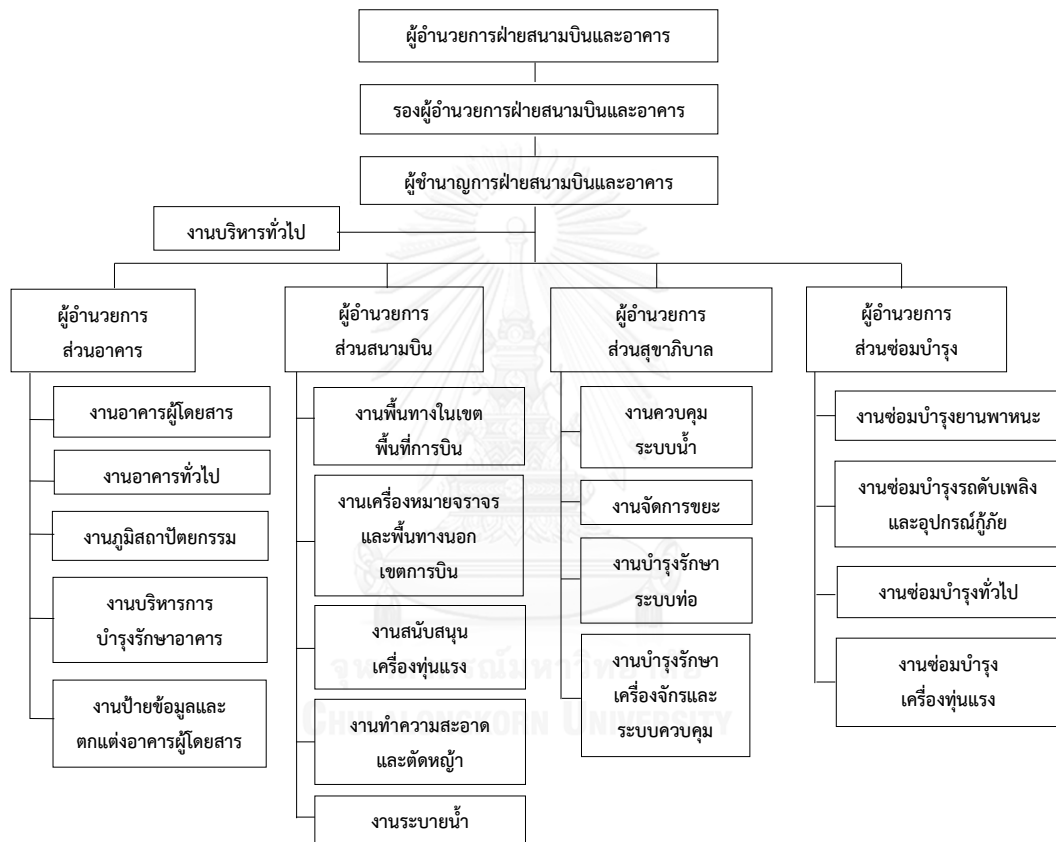 ผู้อำนวยการฝ่ายสนามบินและอาคาร
รองผู้อำนวยการฝ่ายสนามบินและอาคาร
ผู้ชำนาญการฝ่ายสนามบินและอาคาร
งานบริหารทั่วไป
ผู้อำนวยการ
ส่วนอาคาร
งานอาคารผู้โดยสาร
งานอาคารทั่วไป
งานภูมิสถาปัตยกรรม
งานบริหารการ
บำรุงรักษาอาคาร
งานป้ายข้อมูลและ
ตกแต่งอาคารผู้โดยสาร
ผู้อำนวยการ
ส่วนสนามบิน
งานพื้นทางในเขต
พื้นที่การบิน
งานเครื่องหมายจราจร
และพื้นทางนอก
เขตการบิน
งานสนับสนุน
เครื่องทุ่นแรง
งานทำความสะอาด
และตัดหญ้า
งานระบายน้ำ
ผู้อำนวยการ
ส่วนสุขาภิบาล
งานควบคุม
ระบบน้ำ
งานจัดการขยะ
งานบำรุงรักษา
ระบบท่อ
งานบำรุงรักษา
เครื่องจักรและ
ระบบควบคุม
ผู้อำนวยการ
ส่วนซ่อมบำรุง
งานซ่อมบำรุงยานพาหนะ
งานซ่อมบำรุงรถดับเพลิง
และอุปกรณ์กู้ภัย
งานซ่อมบำรุงทั่วไป
งานซ่อมบำรุง
เครื่องทุ่นแรง
จุฬาลงกรณ์มหาวิทยาลัย
CHULALONGKORN UNIVERSITY